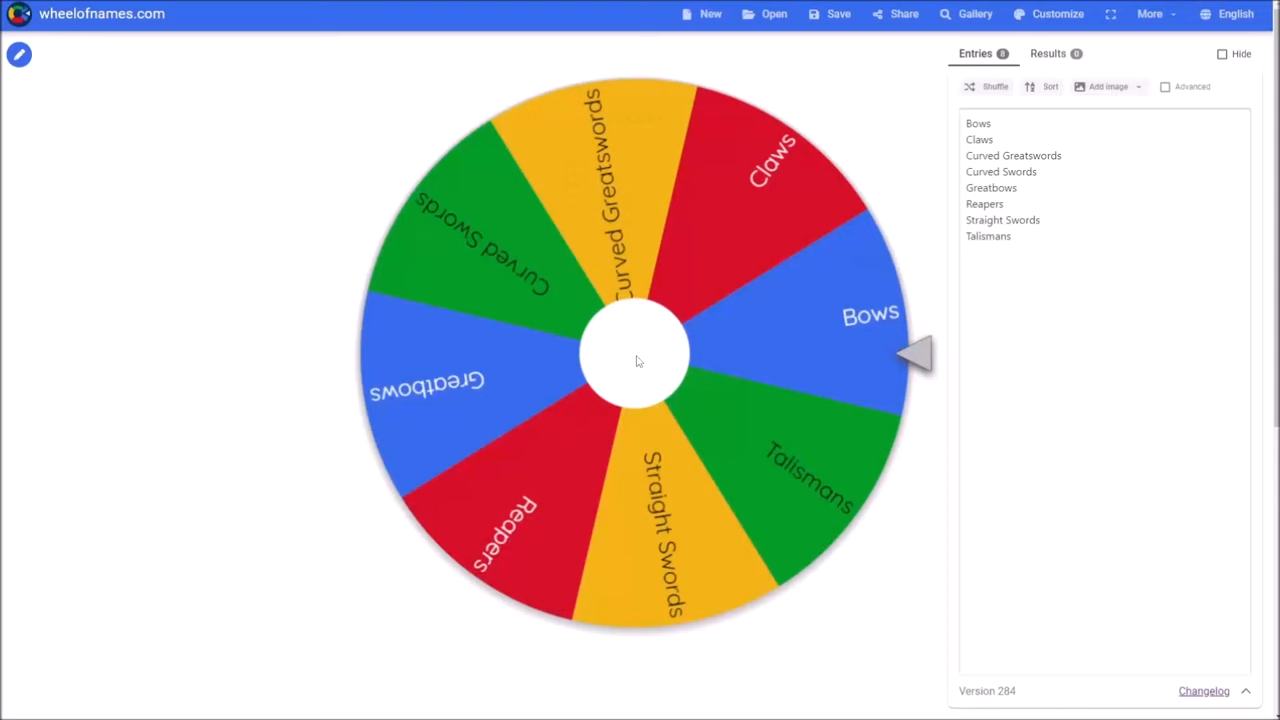 wheelofnames.com
New
Open
Save
Share
Gallery
Customize
More
English
Entries 8
Results 0
Hide
Shuffle
Sort
Add image
Advanced
Bows
Claws
Curved Greatswords
Curved Swords
Greatbows
Reapers
Straight Swords
Talismans
Curved Greatswords
Claws
Curved Swords
Bows
Greatbows
Talismans
Reapers
Straight Swords
Version 284
Changelog